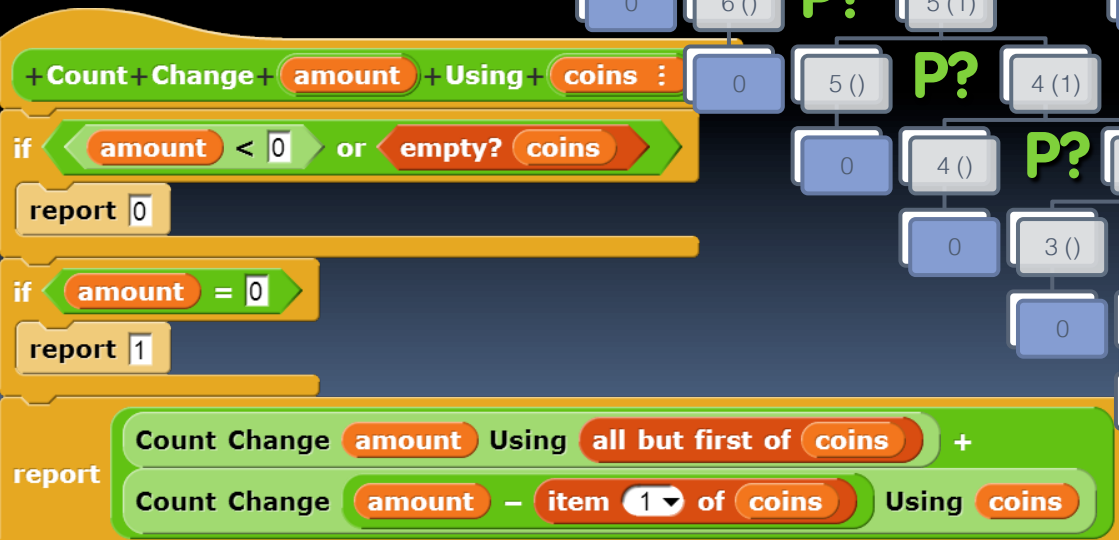 0 6 () P? 5 (1)
+Count+Change+ amount +Using+ coins ⋮
0 5 () P? 4 (1)
if amount < 0 or empty? coins
0 4 () P?
report 0
0 3 ()
if amount = 0
0
report 1
Count Change amount Using all but first of coins +
report
Count Change amount − item 1 of coins Using coins